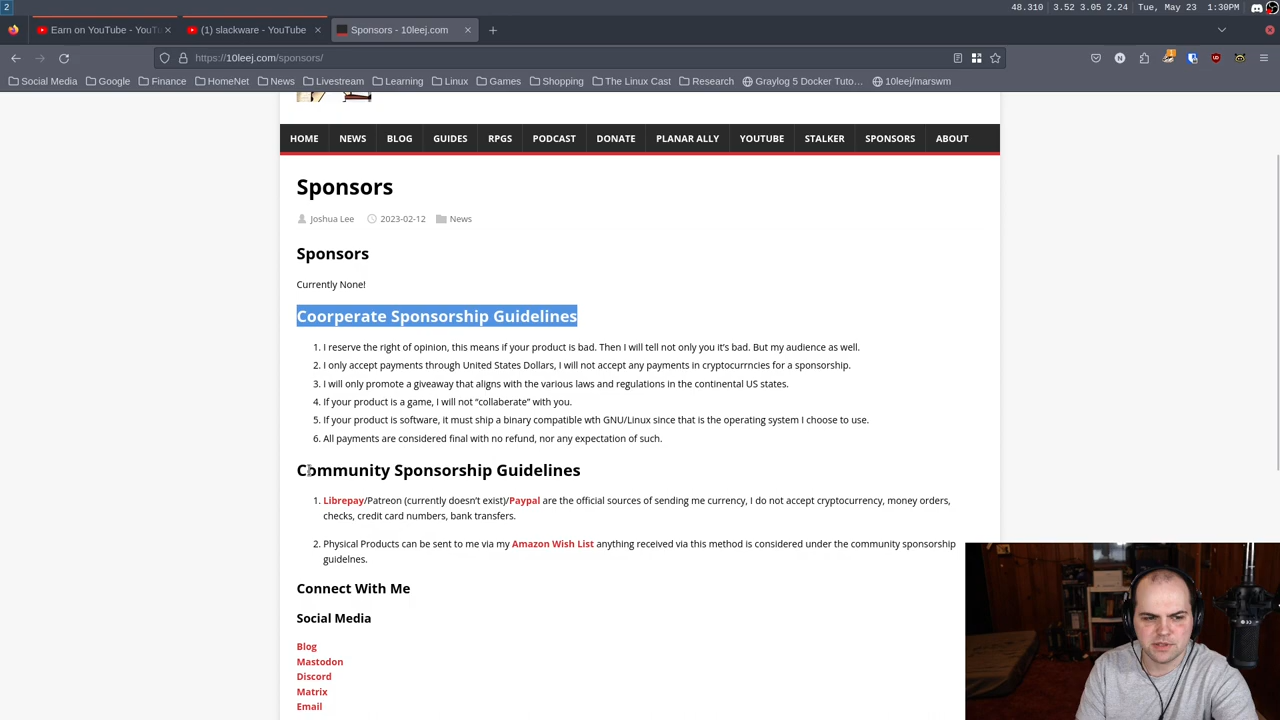 2
48.310 3.52 3.05 2.24 Tue, May 23 1:30PM
Earn on YouTube - YouT
(1) slackware - YouTube
Sponsors - 10leej.com
https://10leej.com/sponsors/
Social Media Google Finance HomeNet News Livestream Learning Linux Games Shopping The Linux Cast Research Graylog 5 Docker Tuto... 10leej/marswm
HOME NEWS BLOG GUIDES RPGS PODCAST DONATE PLANAR ALLY YOUTUBE STALKER SPONSORS ABOUT
Sponsors
Joshua Lee 2023-02-12 News
Sponsors
Currently None!
Coorperate Sponsorship Guidelines
1. I reserve the right of opinion, this means if your product is bad. Then I will tell not only you it's bad. But my audience as well.
2. I only accept payments through United States Dollars, I will not accept any payments in cryptocurrncies for a sponsorship.
3. I will only promote a giveaway that aligns with the various laws and regulations in the continental US states.
4. If your product is a game, I will not “collaberate” with you.
5. If your product is software, it must ship a binary compatible wth GNU/Linux since that is the operating system I choose to use.
6. All payments are considered final with no refund, nor any expectation of such.
Community Sponsorship Guidelines
1. Librepay/Patreon (currently doesn't exist)/Paypal are the official sources of sending me currency, I do not accept cryptocurrency, money orders,
checks, credit card numbers, bank transfers.
2. Physical Products can be sent to me via my Amazon Wish List anything received via this method is considered under the community sponsorship
guidelnes.
Connect With Me
Social Media
Blog
Mastodon
Discord
Matrix
Email